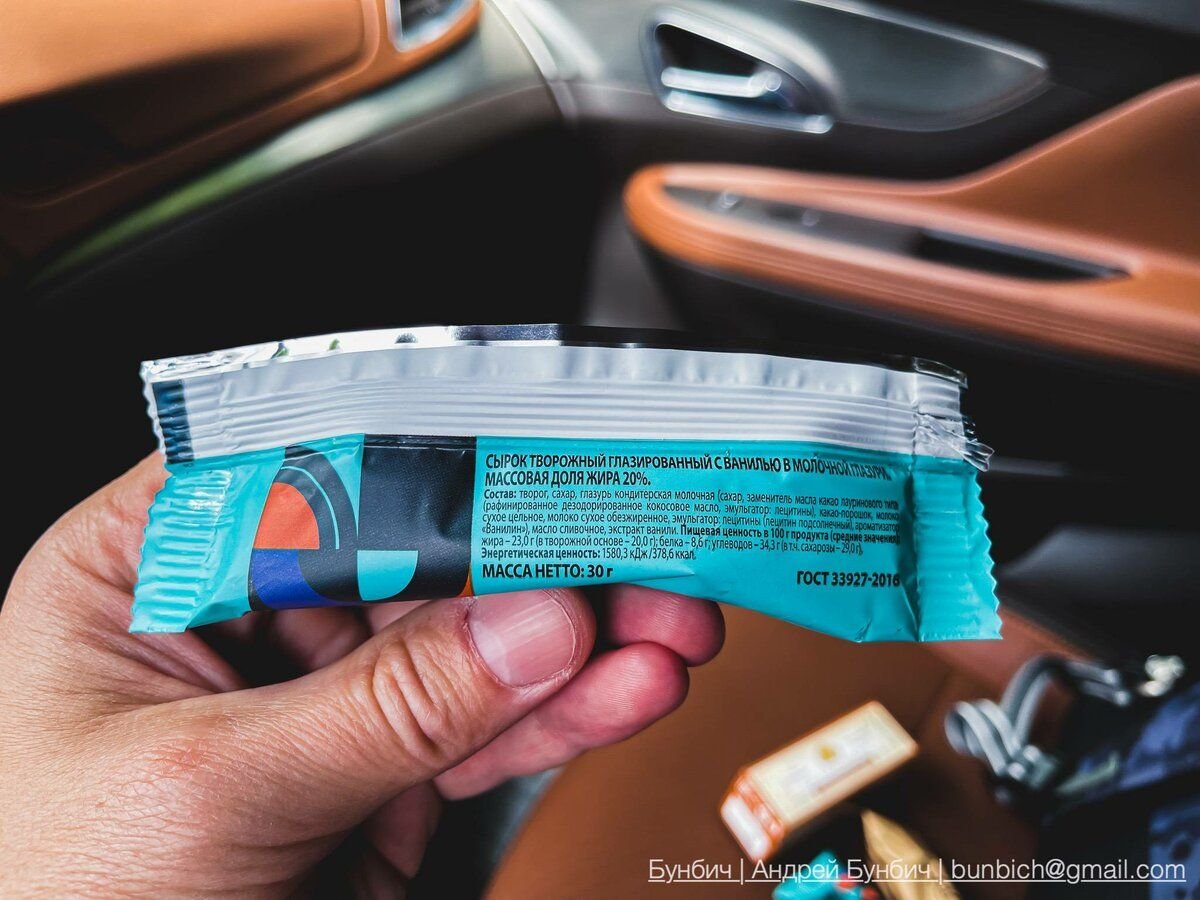 СЫРОК ТВОРОЖНЫЙ ГЛАЗИРОВАННЫЙ С ВАНИЛЬЮ В МОЛОЧНОЙ ГЛАЗУРИ,
МАССОВАЯ ДОЛЯ ЖИРА 20%.
Состав: творог, сахар, глазурь кондитерская молочная (сахар, заменитель масла какао лауринового типа
(рафинированное дезодорированное кокосовое масло, эмульгатор: лецитины), какао-порошок, молоко
сухое цельное, молоко сухое обезжиренное, эмульгатор: лецитины (лецитин подсолнечный), ароматизатор
«Ванилин»), масло сливочное, экстракт ванили. Пищевая ценность в 100 г продукта (средние значения):
жира – 23,0 г (в творожной основе – 20,0 г); белка – 8,6 г; углеводов – 34,3 г (в т.ч. сахарозы – 29,0 г).
Энергетическая ценность: 1580,3 кДж /378,6 ккал.
МАССА НЕТТО: 30 г
ГОСТ 33927-2016
Бунбич | Андрей Бунбич | bunbich@gmail.com